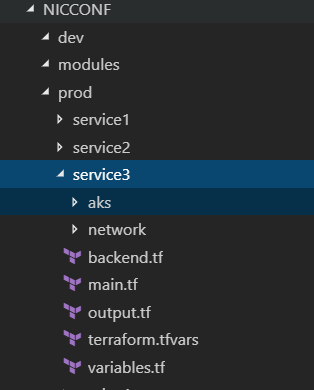 NICCONF
dev
modules
prod
service1
service2
service3
aks
network
backend.tf
main.tf
output.tf
terraform.tfvars
variables.tf